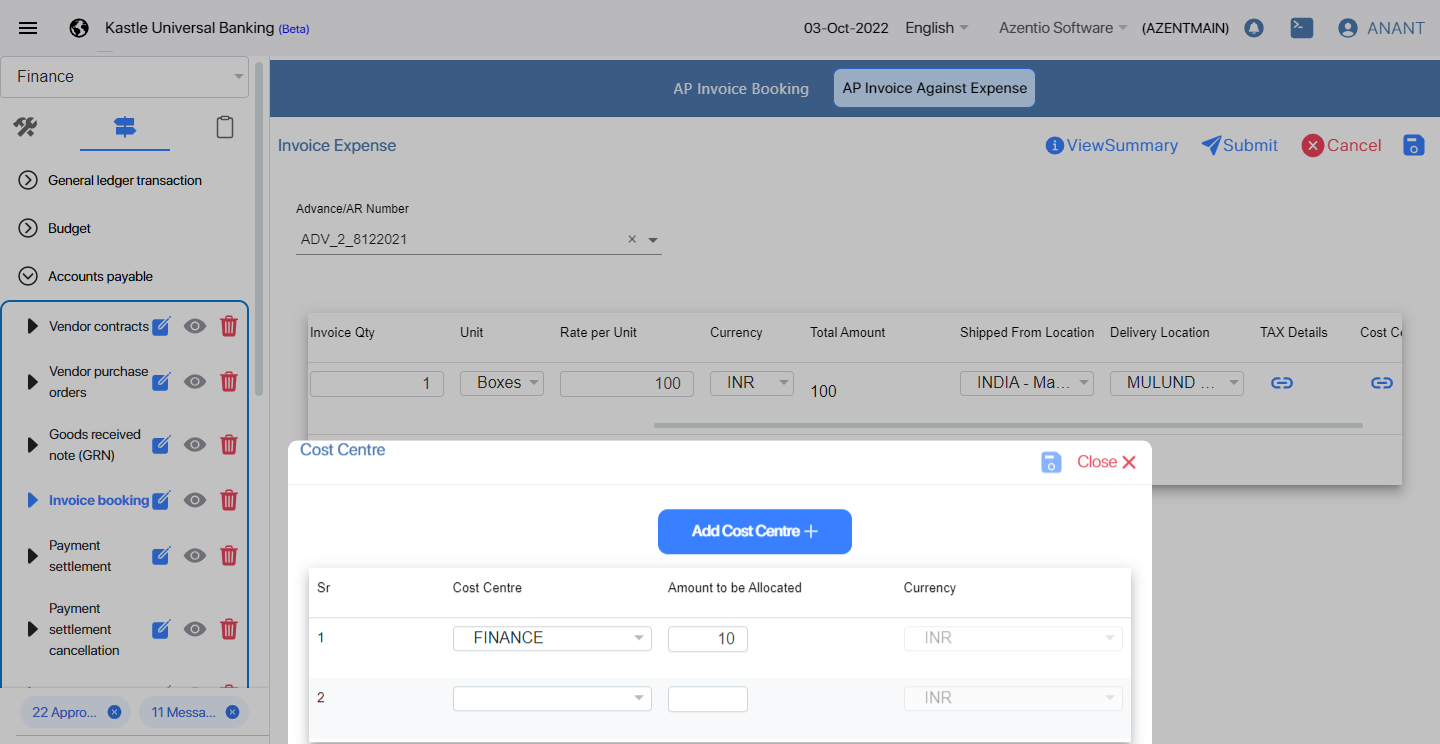 Kastle Universal Banking (Beta)
03-Oct-2022 English Azentio Software (AZENTMAIN) ANANT
Finance
AP Invoice Booking AP Invoice Against Expense
Invoice Expense
ViewSummary Submit Cancel
General ledger transaction
Budget
Accounts payable
Vendor contracts
Vendor purchase
orders
Goods received
note (GRN)
Invoice booking
Payment
settlement
Payment
settlement
cancellation
22 Appro... 11 Messa...
Advance/AR Number
ADV_2_8122021
Invoice Qty Unit Rate per Unit Currency Total Amount Shipped From Location Delivery Location TAX Details Cost
1 Boxes 100 INR 100 INDIA - Ma... MULUND ...
Cost Centre
Close
Add Cost Centre +
Sr Cost Centre Amount to be Allocated Currency
1 FINANCE 10 INR
2 INR